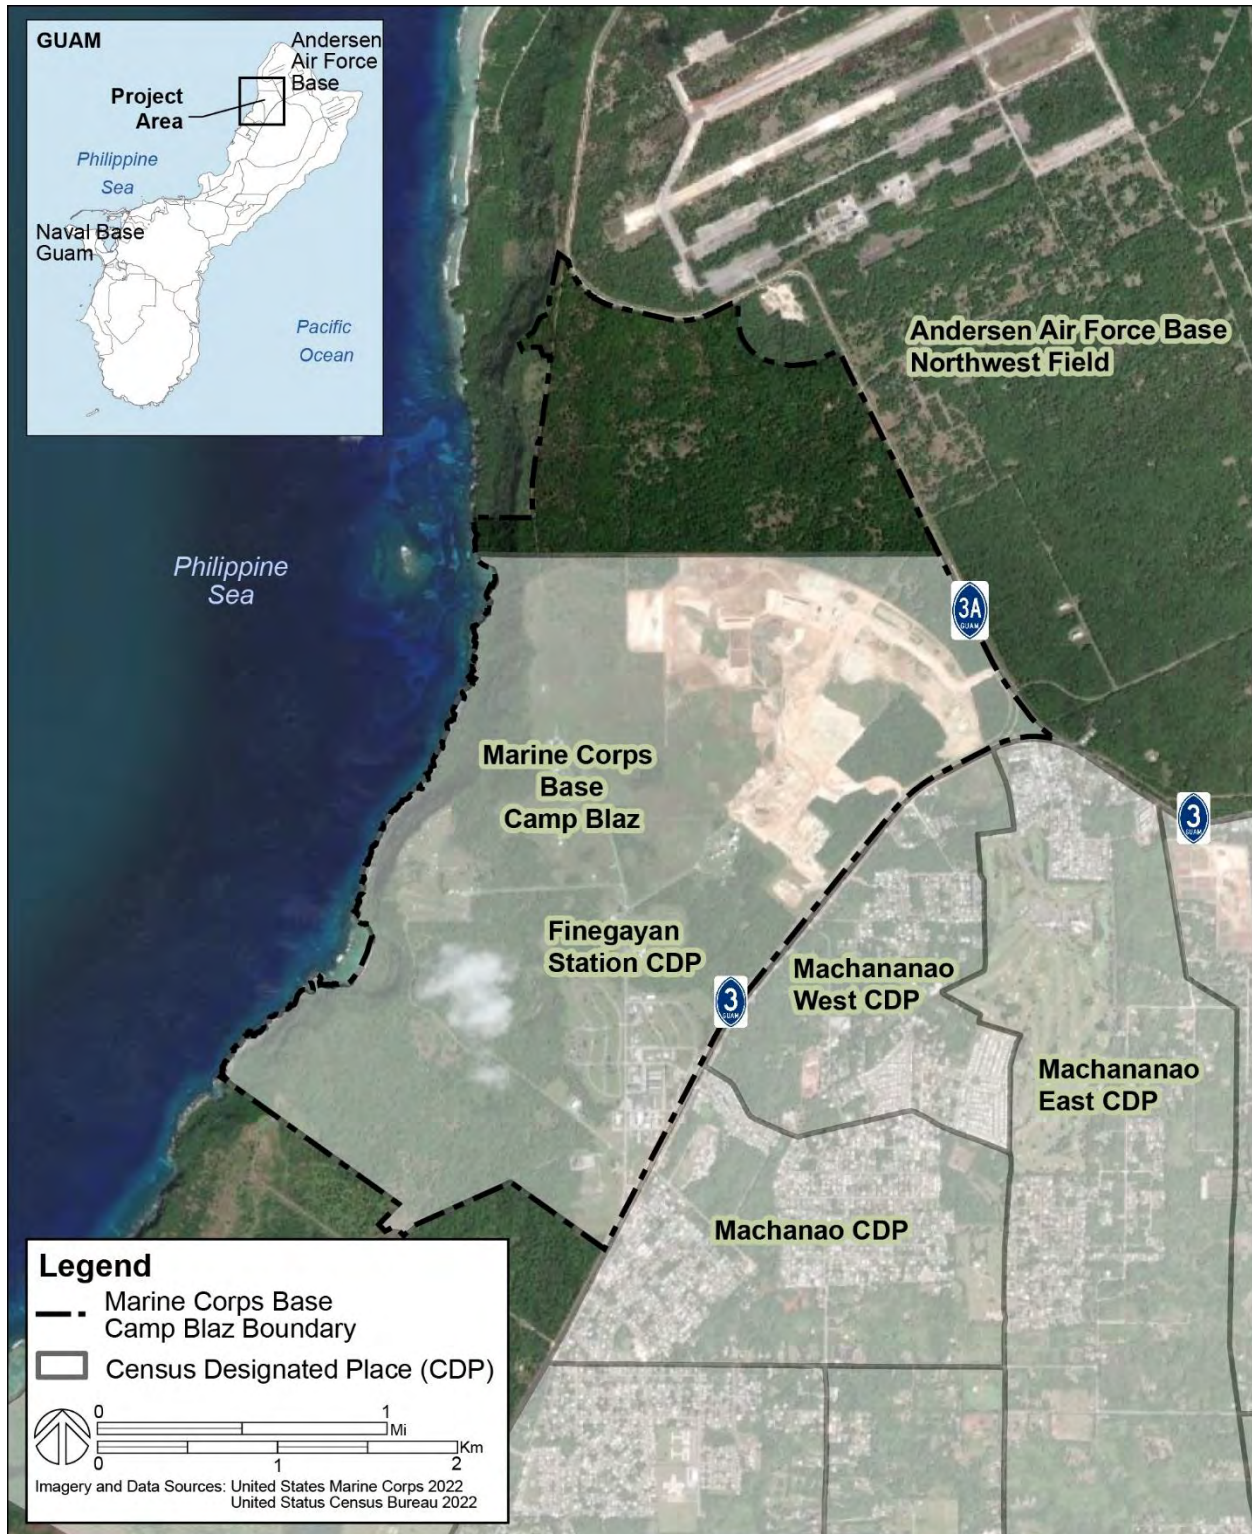 GUAM
Andersen
Air Force
Base
Project
Area
Philippine
Sea
Naval Base
Guam
Pacific
Ocean
Andersen Air Force Base
Northwest Field
Philippine
Sea
3A
GUAM
Marine Corps
Base
Camp Blaz
3
GUAM
Finegayan
Station CDP
Machananao
West CDP
3
GUAM
Machananao
East CDP
Machanao CDP
Legend
Marine Corps Base
Camp Blaz Boundary
Census Designated Place (CDP)
0 1
Mi
Km
0 1 2
Imagery and Data Sources: United States Marine Corps 2022
United Status Census Bureau 2022